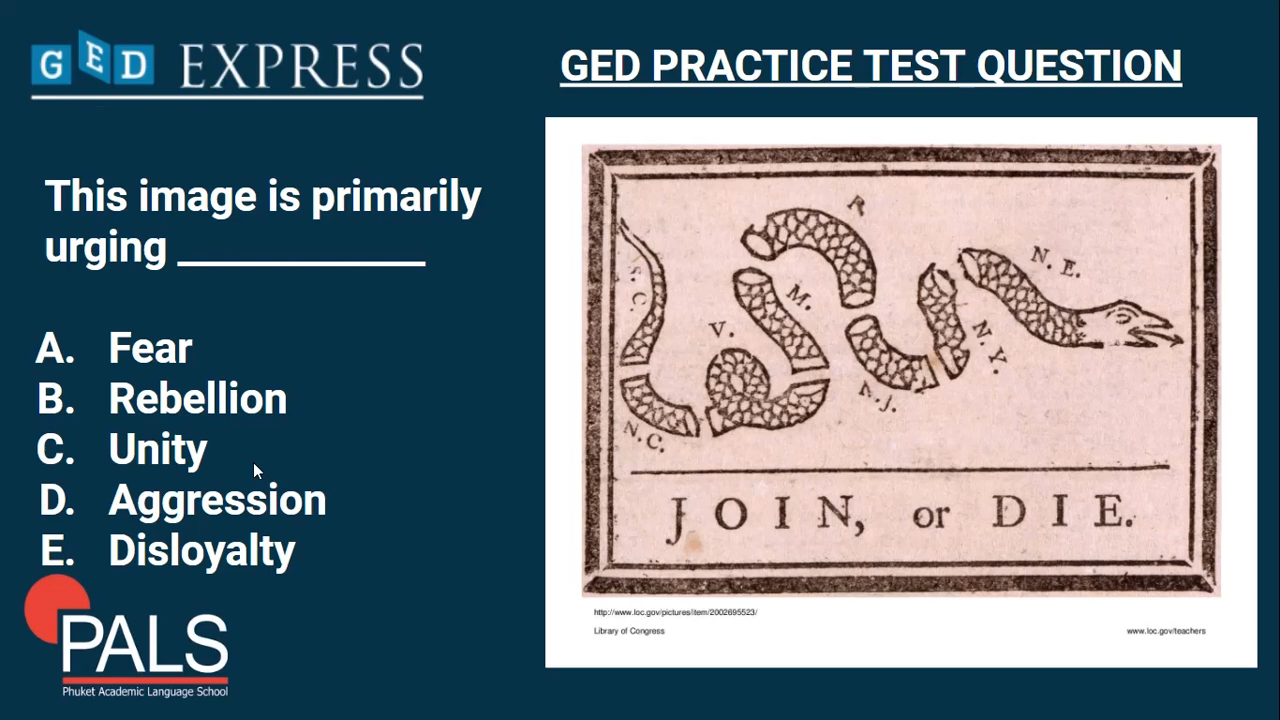 GED EXPRESS
GED PRACTICE TEST QUESTION
This image is primarily
urging ___________
A. Fear
B. Rebellion
C. Unity
D. Aggression
E. Disloyalty
PALS
Phuket Academic Language School
S. C.
N. C.
V.
M.
R
N. J.
N. Y.
N. E.
JOIN, or DIE.
http://www.loc.gov/pictures/item/2002695523/
Library of Congress
www.loc.gov/teachers